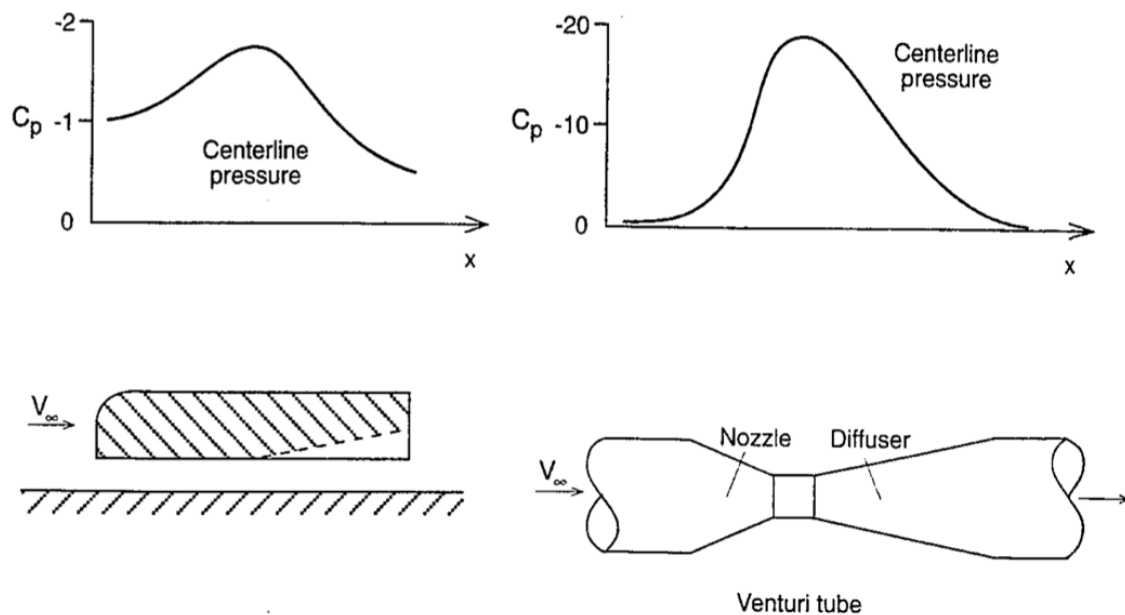 -2
C_p -1
0
Centerline
pressure
x
-20
C_p -10
0
Centerline
pressure
x
V_∞
V_∞
Nozzle
Diffuser
Venturi tube